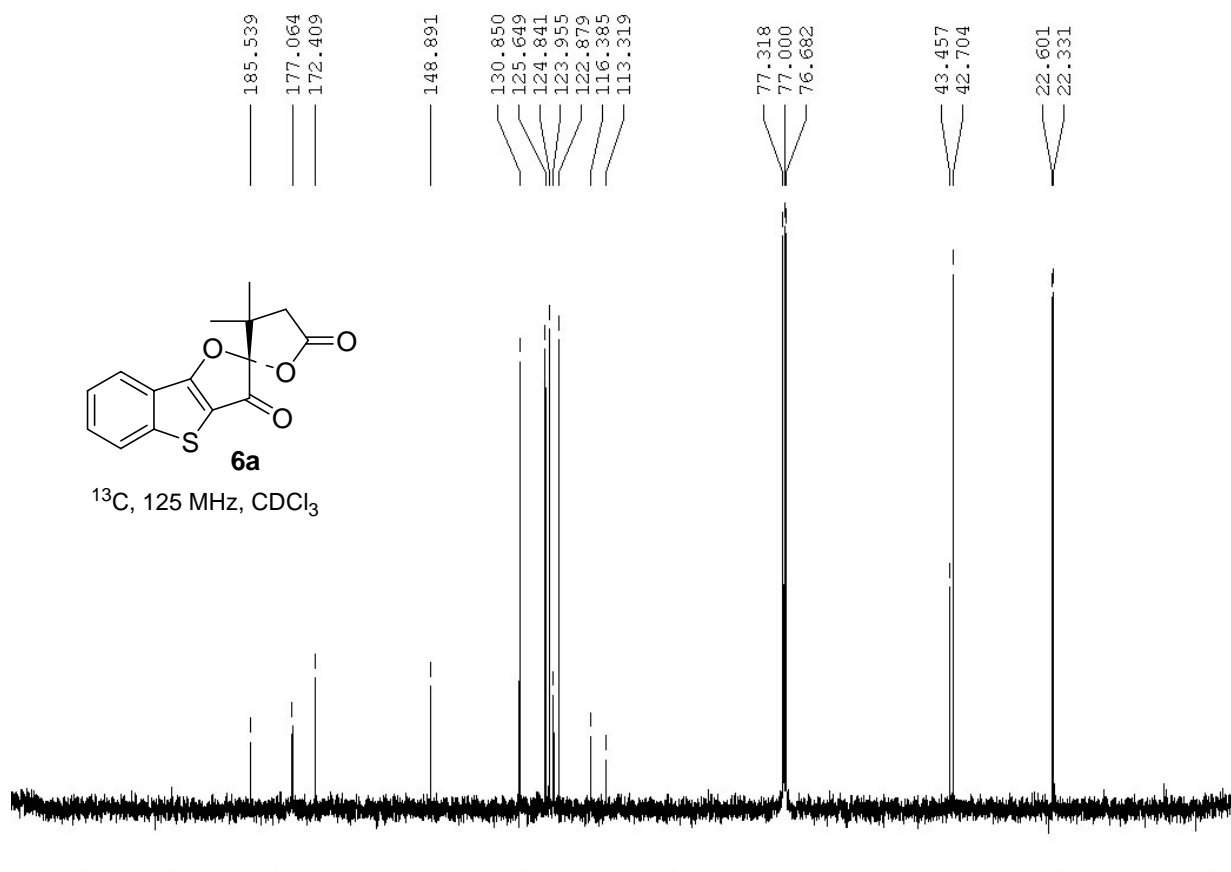 185.539
177.064
172.409
148.891
130.850
125.649
124.841
123.955
122.879
116.385
113.319
77.318
77.000
76.682
43.457
42.704
22.601
22.331
O
O
O
O
S
6a
13C, 125 MHz, CDCl3